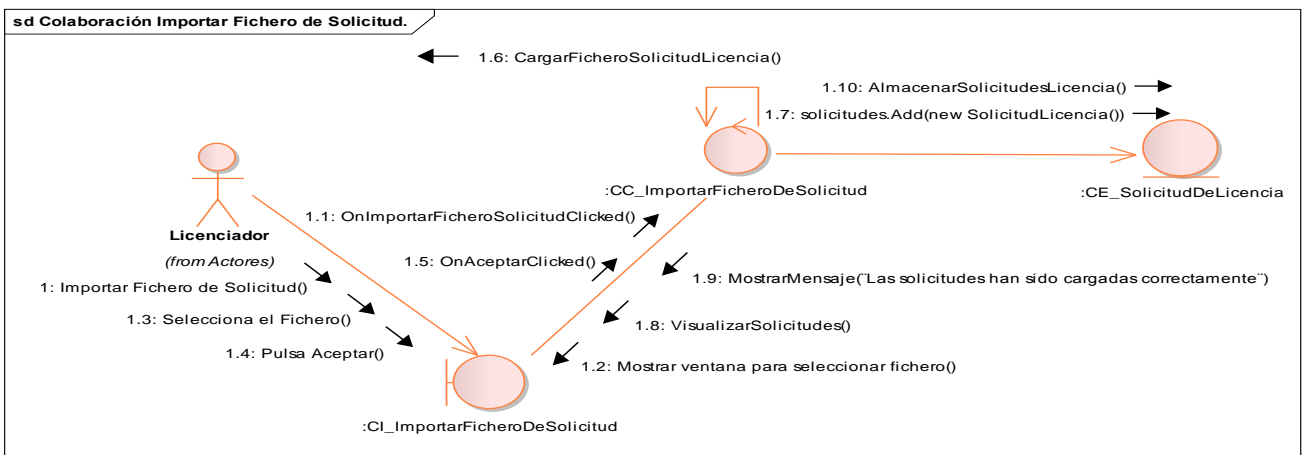 sd Colaboración Importar Fichero de Solicitud.
1.6: CargarFicheroSolicitudLicencia()
1.10: AlmacenarSolicitudesLicencia()
1.7: solicitudes.Add(new SolicitudLicencia())
:CC_ImportarFicheroDeSolicitud
:CE_SolicitudDeLicencia
1.1: OnImportarFicheroSolicitudClicked()
Licenciador
(from Actores)
1.5: OnAceptarClicked()
1.9: MostrarMensaje(¨Las solicitudes han sido cargadas correctamente¨)
1: Importar Fichero de Solicitud()
1.3: Selecciona el Fichero()
1.8: VisualizarSolicitudes()
1.4: Pulsa Aceptar()
1.2: Mostrar ventana para seleccionar fichero()
:CI_ImportarFicheroDeSolicitud